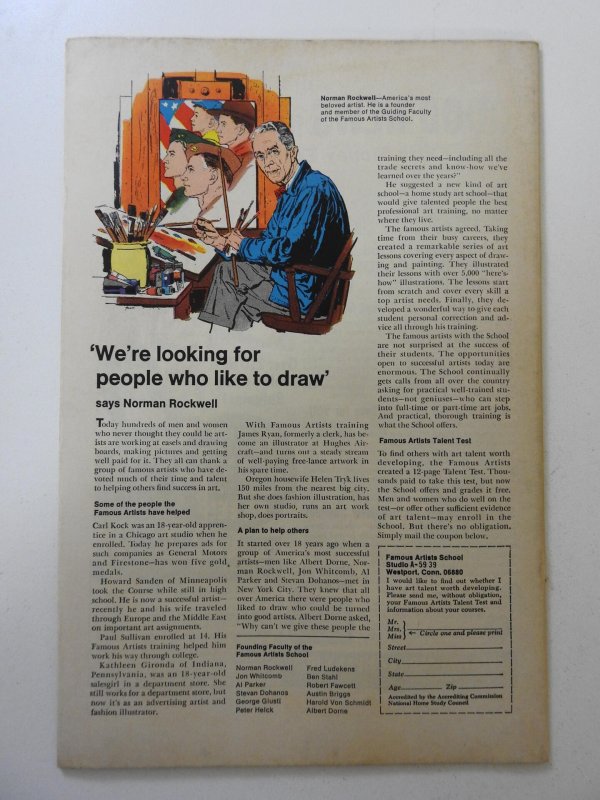 Norman Rockwell—America's most
beloved artist. He is a founder
and member of the Guiding Faculty
of the Famous Artists School.
'We're looking for
people who like to draw'
says Norman Rockwell
Today hundreds of men and women
who never thought they could be art-
ists are working at easels and drawing
boards, making pictures and getting
well paid for it. They all can thank a
group of famous artists who have de-
voted much of their time and talent
to helping others find success in art.
Some of the people the
Famous Artists have helped
Carl Kock was an 18-year-old appren-
tice in a Chicago art studio when he
enrolled. Today he prepares ads for
such companies as General Motors
and Firestone—has won five gold,
medals.
Howard Sanden of Minneapolis
took the Course while still in high
school. He is now a successful artist—
recently he and his wife traveled
through Europe and the Middle East
on important art assignments.
Paul Sullivan enrolled at 14. His
Famous Artists training helped him
work his way through college.
Kathleen Gironda of Indiana,
Pennsylvania, was an 18-year-old
salesgirl in a department store. She
still works for a department store, but
now it's as an advertising artist and
fashion illustrator.
With Famous Artists training
James Ryan, formerly a clerk, has be-
come an illustrator at Hughes Air-
craft—and turns out a steady stream
of well-paying free-lance artwork in
his spare time.
Oregon housewife Helen Tryk lives
150 miles from the nearest big city.
But she does fashion illustration, has
her own studio, runs an art work
shop, does portraits.
A plan to help others
It started over 18 years ago when a
group of America's most successful
artists—men like Albert Dorne, Nor-
man Rockwell, Jon Whitcomb, Al
Parker and Stevan Dohanos—met in
New York City. They knew that all
over America there were people who
liked to draw who could be turned
into good artists. Albert Dorne asked,
"Why can't we give these people the
Founding Faculty of the
Famous Artists School
Norman Rockwell
Jon Whitcomb
Al Parker
Stevan Dohanos
George Giusti
Peter Helck
Fred Ludekens
Ben Stahl
Robert Fawcett
Austin Briggs
Harold Von Schmidt
Albert Dorne
training they need—including all the
trade secrets and know-how we've
learned over the years?"
He suggested a new kind of art
school—a home study art school—that
would give talented people the best
professional art training, no matter
where they live.
The famous artists agreed. Taking
time from their busy careers, they
created a remarkable series of art
lessons covering every aspect of draw-
ing and painting. They illustrated
their lessons with over 5,000 "here's-
how" illustrations. The lessons start
from scratch and cover every skill a
top artist needs. Finally, they de-
veloped a wonderful way to give each
student personal correction and ad-
vice all through his training.
The famous artists with the School
are not surprised at the success of
their students. The opportunities
open to successful artists today are
enormous. The School continually
gets calls from all over the country
asking for practical well-trained stu-
dents—not geniuses—who can step
into full-time or part-time art jobs.
And practical, thorough training is
what the School offers.
Famous Artists Talent Test
To find others with art talent worth
developing, the Famous Artists
created a 12-page Talent Test. Thou-
sands paid to take this test, but now
the School offers and grades it free.
Men and women who do well on the
test—or offer other sufficient evidence
of art talent—may enroll in the
School. But there's no obligation.
Simply mail the coupon below.
Famous Artists School
Studio A-5939
Westport, Conn, 06680
I would like to find out whether I
have art talent worth developing.
Please send me, without obligation,
your Famous Artists Talent Test and
information about your courses.
Mr.
Mrs.
Miss
← Circle one and please print
Street
City
State
Age Zip
Accredited by the Accrediting Commission
National Home Study Council